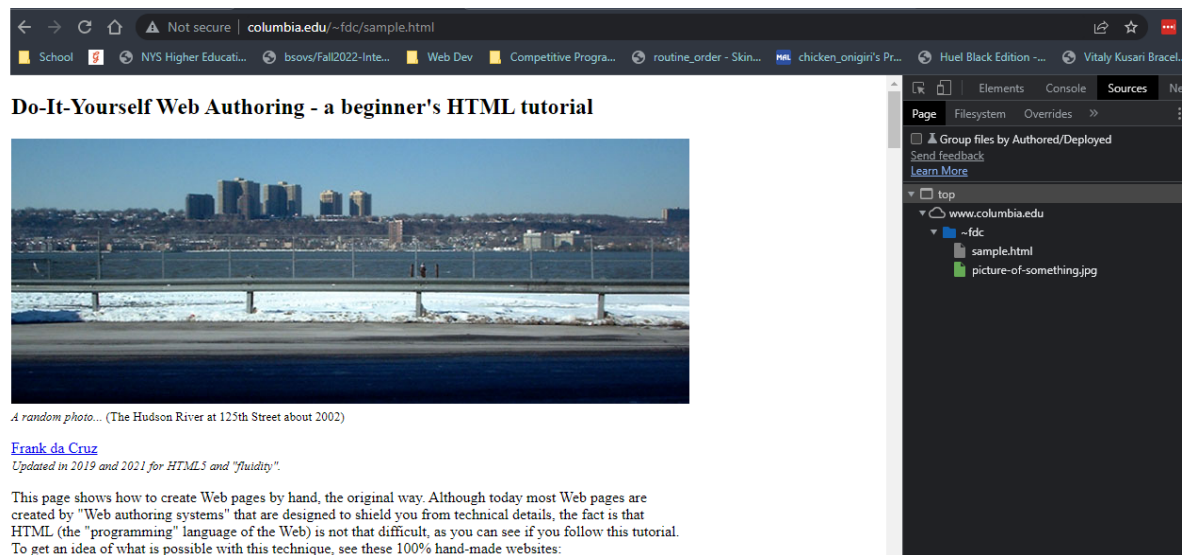 Not secure | columbia.edu/~fdc/sample.html
School NYS Higher Educati... bsovs/Fall2022-Inte... Web Dev Competitive Progra... routine_order - Skin... MAL chicken_onigiri's Pr... Huel Black Edition -... Vitaly Kusari Bracel...
Do-It-Yourself Web Authoring - a beginner's HTML tutorial
A random photo... (The Hudson River at 125th Street about 2002)
Frank da Cruz
Updated in 2019 and 2021 for HTML5 and "fluidity".
This page shows how to create Web pages by hand, the original way. Although today most Web pages are
created by "Web authoring systems" that are designed to shield you from technical details, the fact is that
HTML (the "programming" language of the Web) is not that difficult, as you can see if you follow this tutorial.
To get an idea of what is possible with this technique, see these 100% hand-made websites:
Elements Console Sources Ne
Page Filesystem Overrides »
Group files by Authored/Deployed
Send feedback
Learn More
top
www.columbia.edu
~fdc
sample.html
picture-of-something.jpg